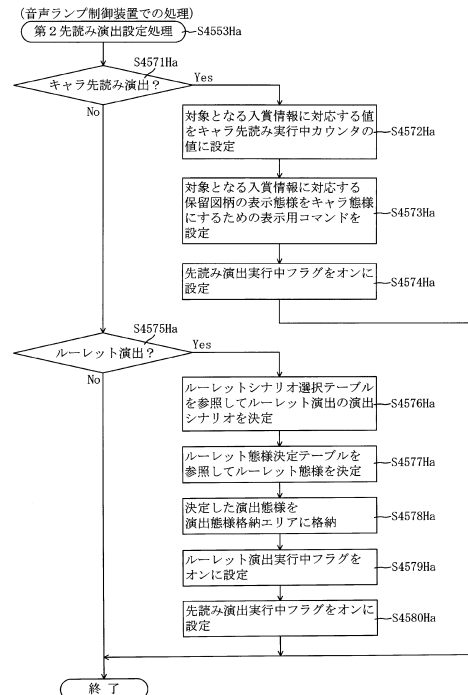 (音声ランプ制御装置での処理)
第2先読み演出設定処理
S4553Ha
S4571Ha
キャラ先読み演出?
Yes
No
対象となる入賞情報に対応する値
をキャラ先読み実行中カウンタの
値に設定
S4572Ha
対象となる入賞情報に対応する
保留図柄の表示態様をキャラ態様
にするための表示用コマンドを
設定
S4573Ha
先読み演出実行中フラグをオンに
設定
S4574Ha
S4575Ha
ルーレット演出?
Yes
No
ルーレットシナリオ選択テーブル
を参照してルーレット演出の演出
シナリオを決定
S4576Ha
ルーレット態様決定テーブルを
参照してルーレット態様を決定
S4577Ha
決定した演出態様を
演出態様格納エリアに格納
S4578Ha
ルーレット演出実行中フラグを
オンに設定
S4579Ha
先読み演出実行中フラグをオンに
設定
S4580Ha
終了